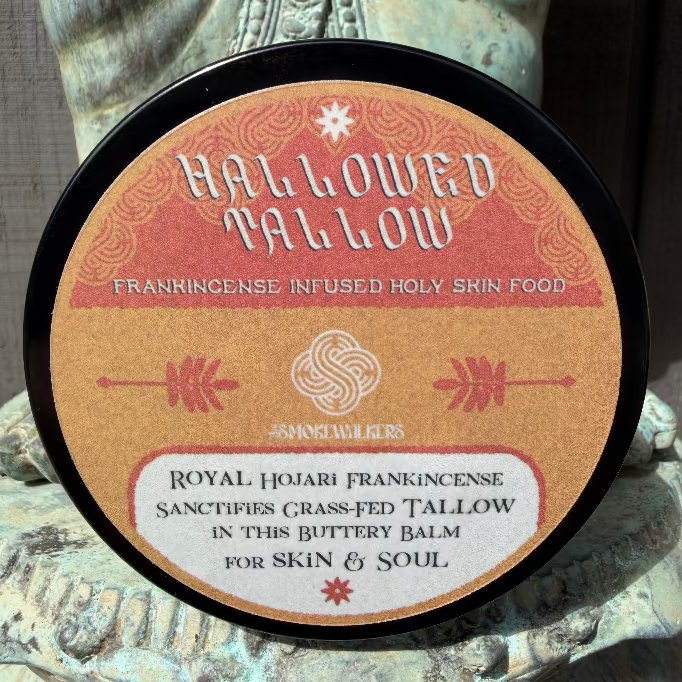 HALLOWED
TALLOW
FRANKINCENSE INFUSED HOLY SKIN FOOD
THE SMOKEWALKERS
ROYAL HOJARI FRANKINCENSE
SANCTIFIES GRASS-FED TALLOW
IN THIS BUTTERY BALM
FOR SKIN & SOUL